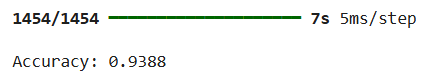 1454/1454 ━━━━━━━━━━━━━━━━━━━━ 7s 5ms/step
Accuracy: 0.9388